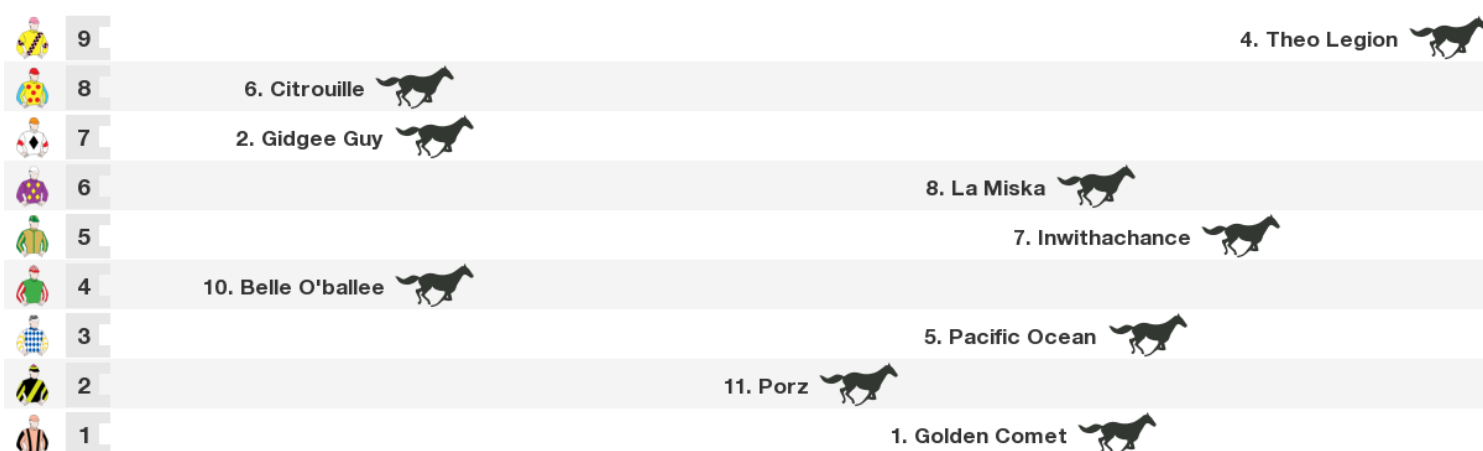 9 4. Theo Legion
8 6. Citrouille
7 2. Gidgee Guy
6 8. La Miska
5 7. Inwithachance
4 10. Belle O'ballee
3 5. Pacific Ocean
2 11. Porz
1 1. Golden Comet